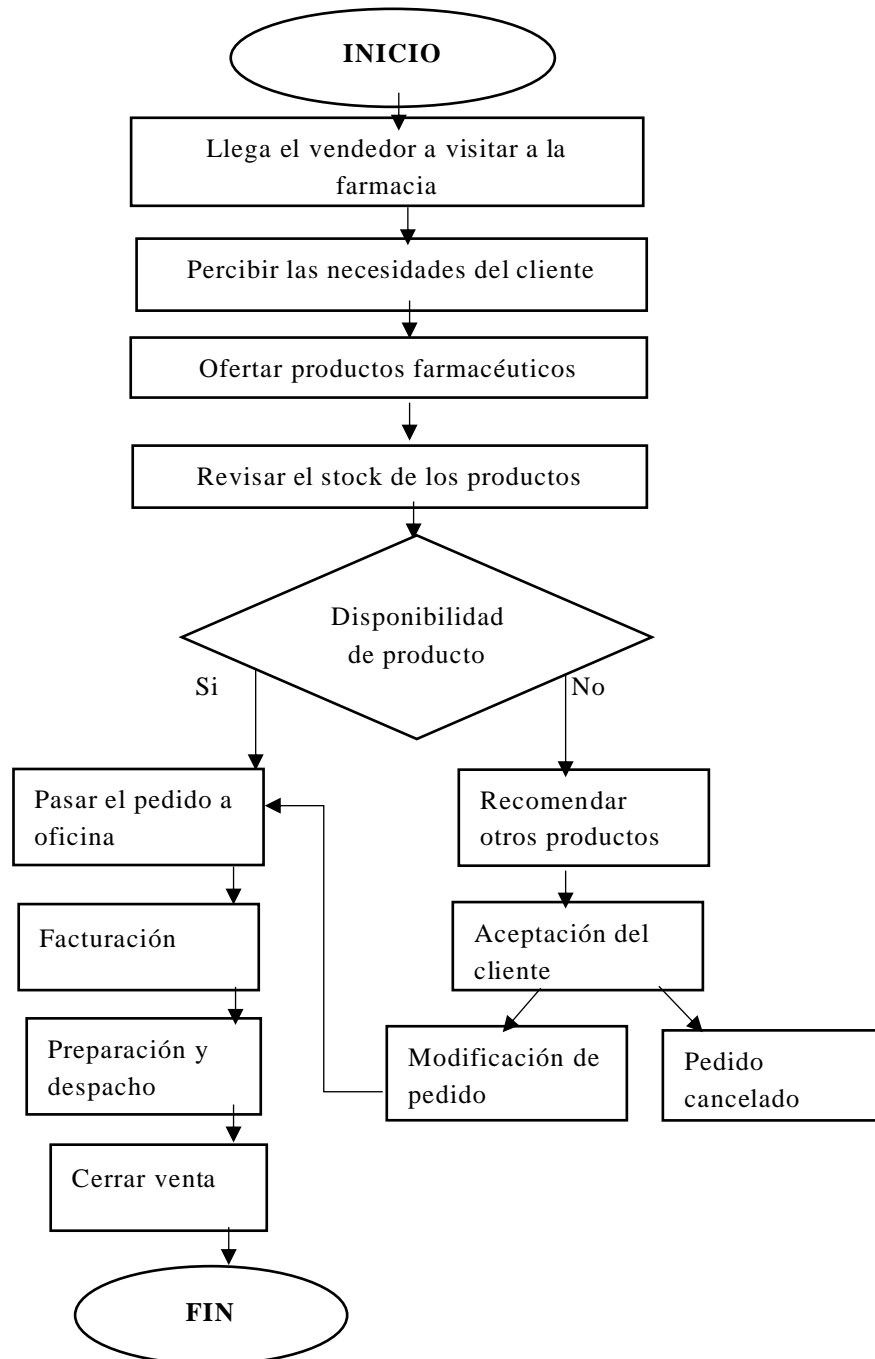 INICIO
Llega el vendedor a visitar a la
farmacia
Percibir las necesidades del cliente
Ofertar productos farmacéuticos
Revisar el stock de los productos
Disponibilidad
de producto
Si
No
Pasar el pedido a
oficina
Recomendar
otros productos
Facturación
Aceptación del
cliente
Preparación y
despacho
Modificación de
pedido
Pedido
cancelado
Cerrar venta
FIN